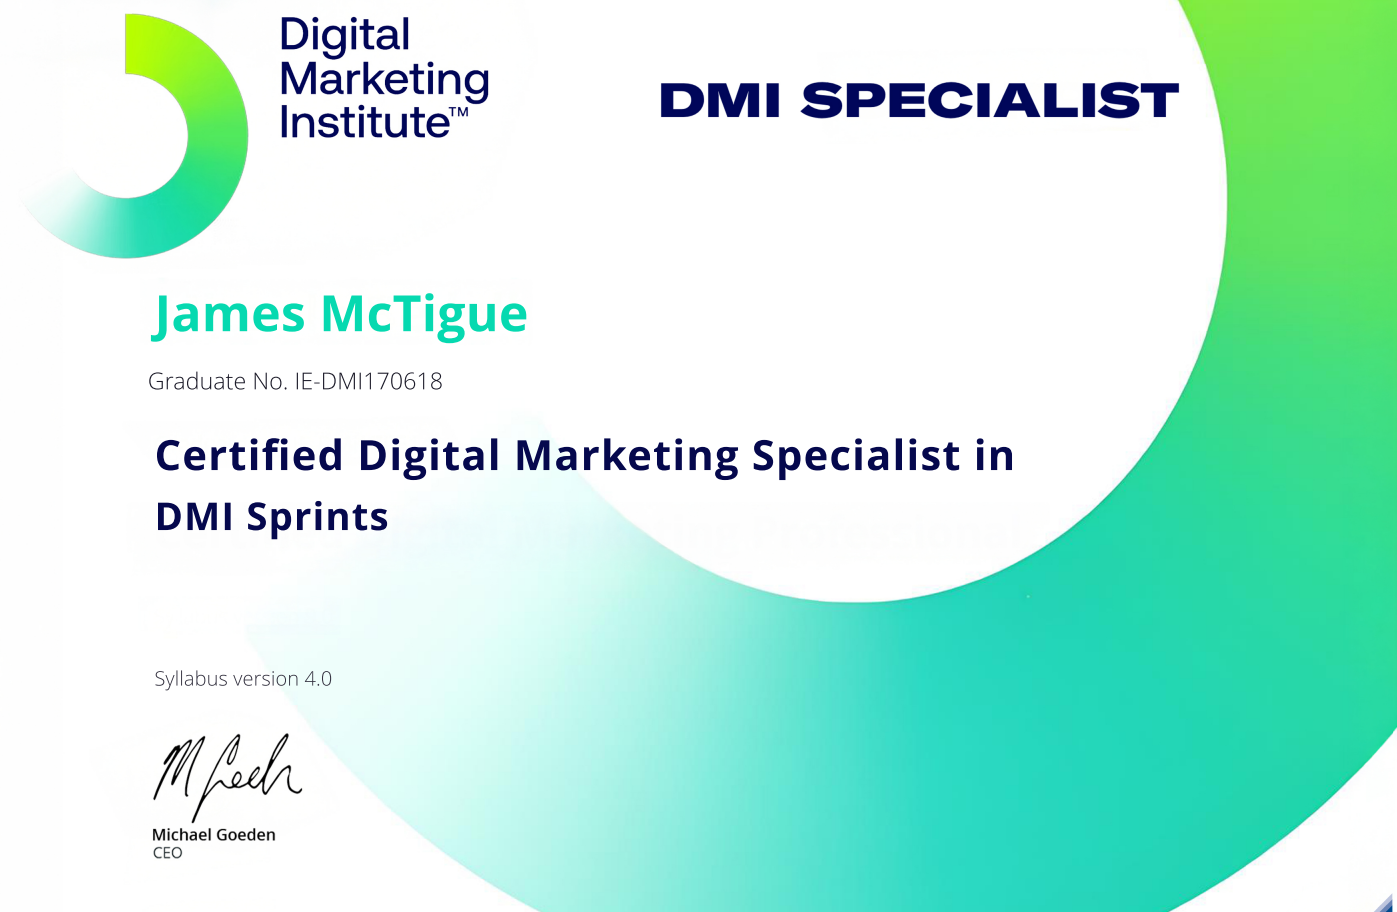 Digital
Marketing
Institute™
DMI SPECIALIST
James McTigue
Graduate No. IE-DMI170618
Certified Digital Marketing Specialist in
DMI Sprints
Syllabus version 4.0
Michael Goeden
CEO